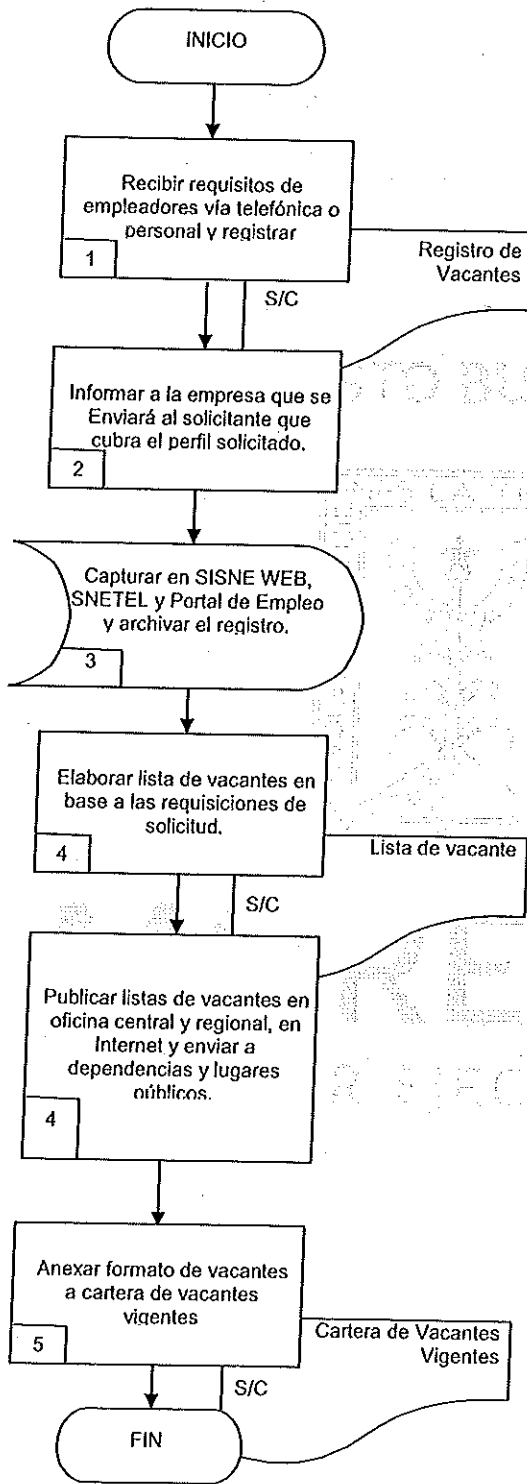 INICIO
Recibir requisitos de
empleadores vía telefónica o
personal y registrar
1
Registro de
Vacantes
S/C
Informar a la empresa que se
Enviará al solicitante que
cubra el perfil solicitado.
2
Capturar en SISNE WEB,
SNETEL y Portal de Empleo
y archivar el registro.
3
Elaborar lista de vacantes en
base a las requisiciones de
solicitud.
4
Lista de vacante
S/C
Publicar listas de vacantes en
oficina central y regional, en
Internet y enviar a
dependencias y lugares
públicos.
4
Anexar formato de vacantes
a cartera de vacantes
vigentes
5
Cartera de Vacantes
Vigentes
S/C
FIN